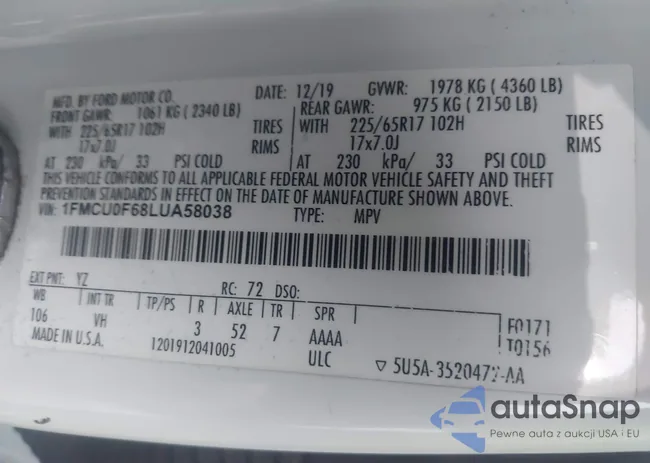 MFD. BY FORD MOTOR CO. DATE: 12/19 GVWR: 1978 KG ( 4360 LB)
FRONT GAWR: 1061 KG ( 2340 LB) REAR GAWR: 975 KG ( 2150 LB)
WITH 225/65R17 102H TIRES WITH 225/65R17 102H TIRES
17x7.0J RIMS 17x7.0J RIMS
AT 230 kPa/ 33 PSI COLD AT 230 kPa/ 33 PSI COLD
THIS VEHICLE CONFORMS TO ALL APPLICABLE FEDERAL MOTOR VEHICLE SAFETY AND THEFT
PREVENTION STANDARDS IN EFFECT ON THE DATE OF MANUFACTURE SHOWN ABOVE.
VIN: 1FMCU0F68LUA58038 TYPE: MPV
EXT PNT: YZ RC: 72 DSO:
WB INT TR TP/PS R AXLE TR SPR
106 VH 3 52 7 AAAA F0171
MADE IN U.S.A. 1201912041005 ULC T0156
▽ 5U5A-3520472-AA
autaSnap
Pewne auta z aukcji USA i EU